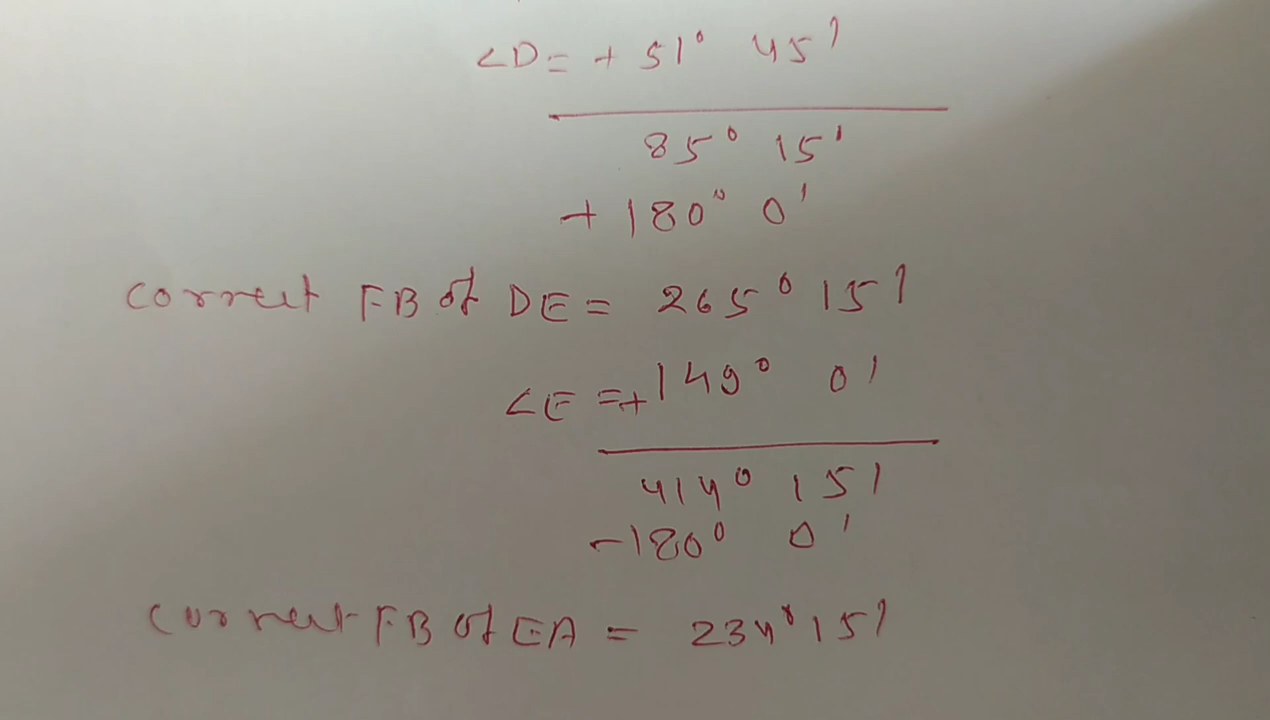 <D = + 51° 45'
85° 15'
+ 180° 0'
correct FB of DE = 265° 15'
<E = + 149° 0'
414° 15'
- 180° 0'
correct FB of EA = 234° 15'